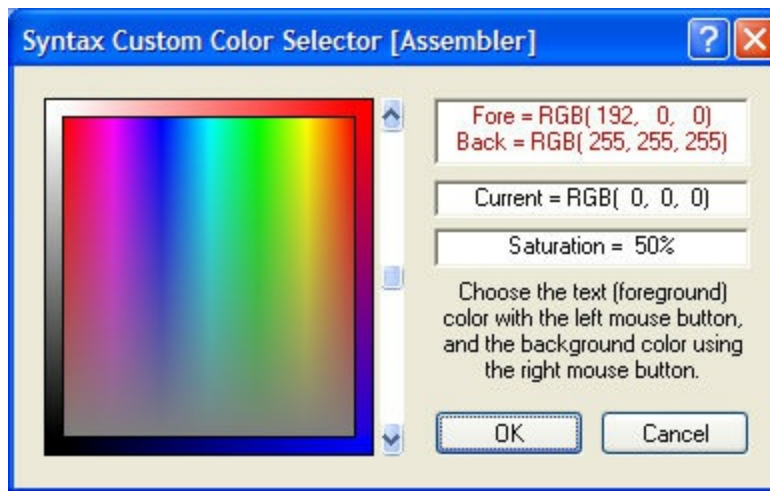 Syntax Custom Color Selector [Assembler]
Fore = RGB( 192, 0, 0)
Back = RGB( 255, 255, 255)
Current = RGB( 0, 0, 0)
Saturation = 50%
Choose the text (foreground)
color with the left mouse button,
and the background color using
the right mouse button.
OK Cancel